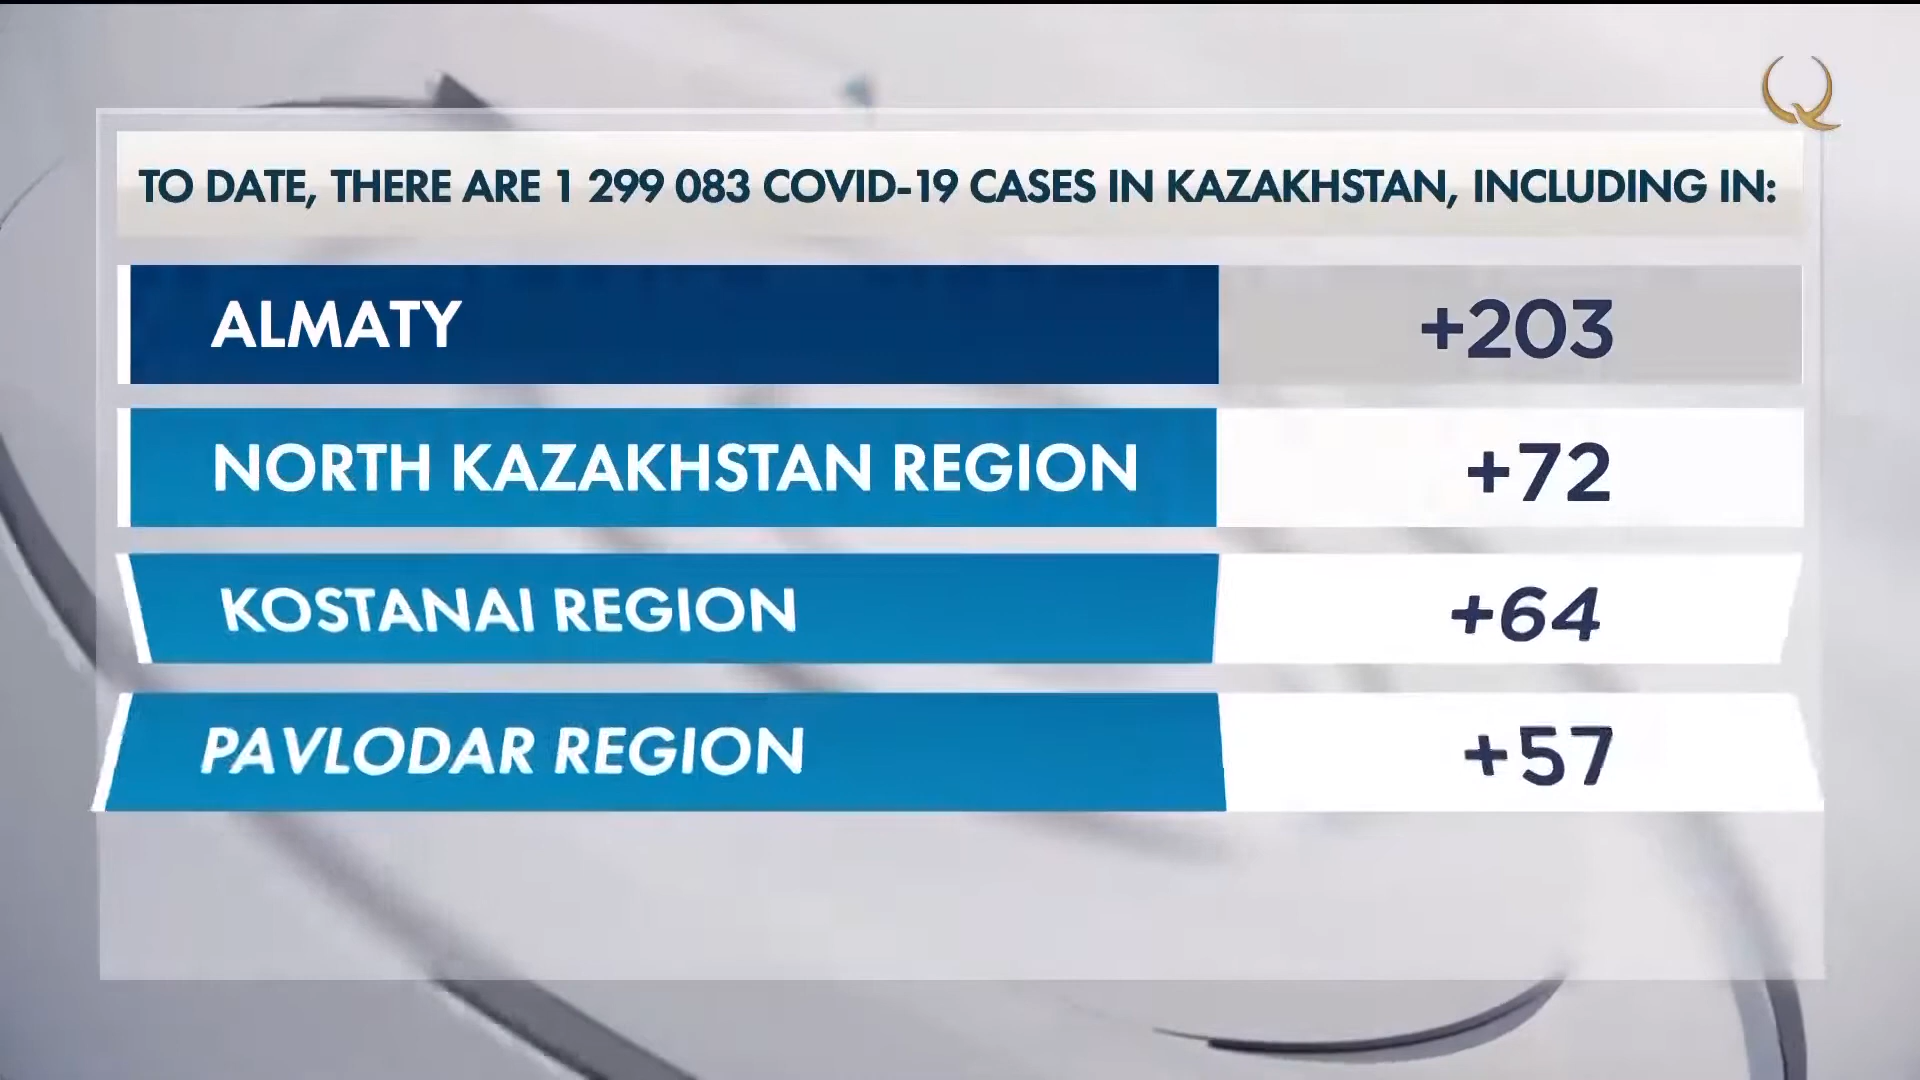 TO DATE, THERE ARE 1 299 083 COVID-19 CASES IN KAZAKHSTAN, INCLUDING IN:
ALMATY +203
NORTH KAZAKHSTAN REGION +72
KOSTANAI REGION +64
PAVLODAR REGION +57